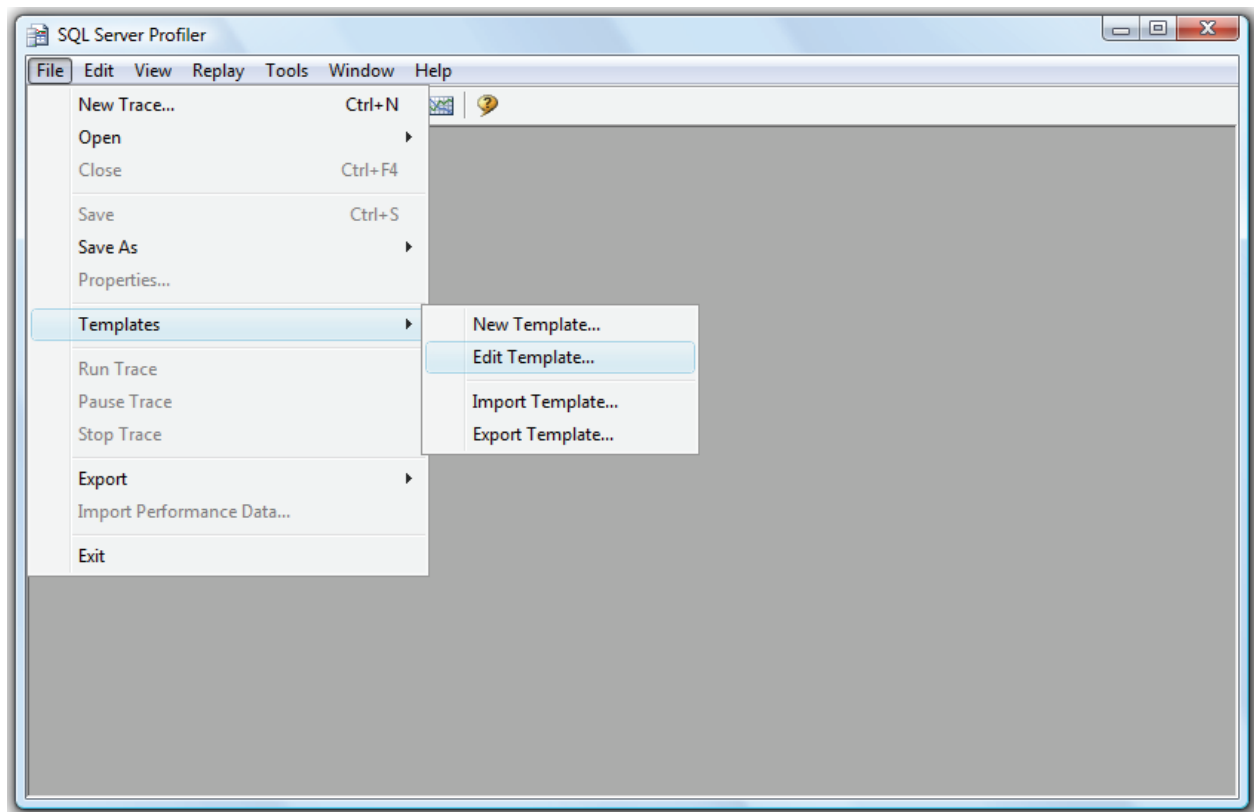 SQL Server Profiler
File Edit View Replay Tools Window Help
New Trace... Ctrl+N
Open
Close Ctrl+F4
Save Ctrl+S
Save As
Properties...
Templates
New Template...
Edit Template...
Import Template...
Export Template...
Run Trace
Pause Trace
Stop Trace
Export
Import Performance Data...
Exit